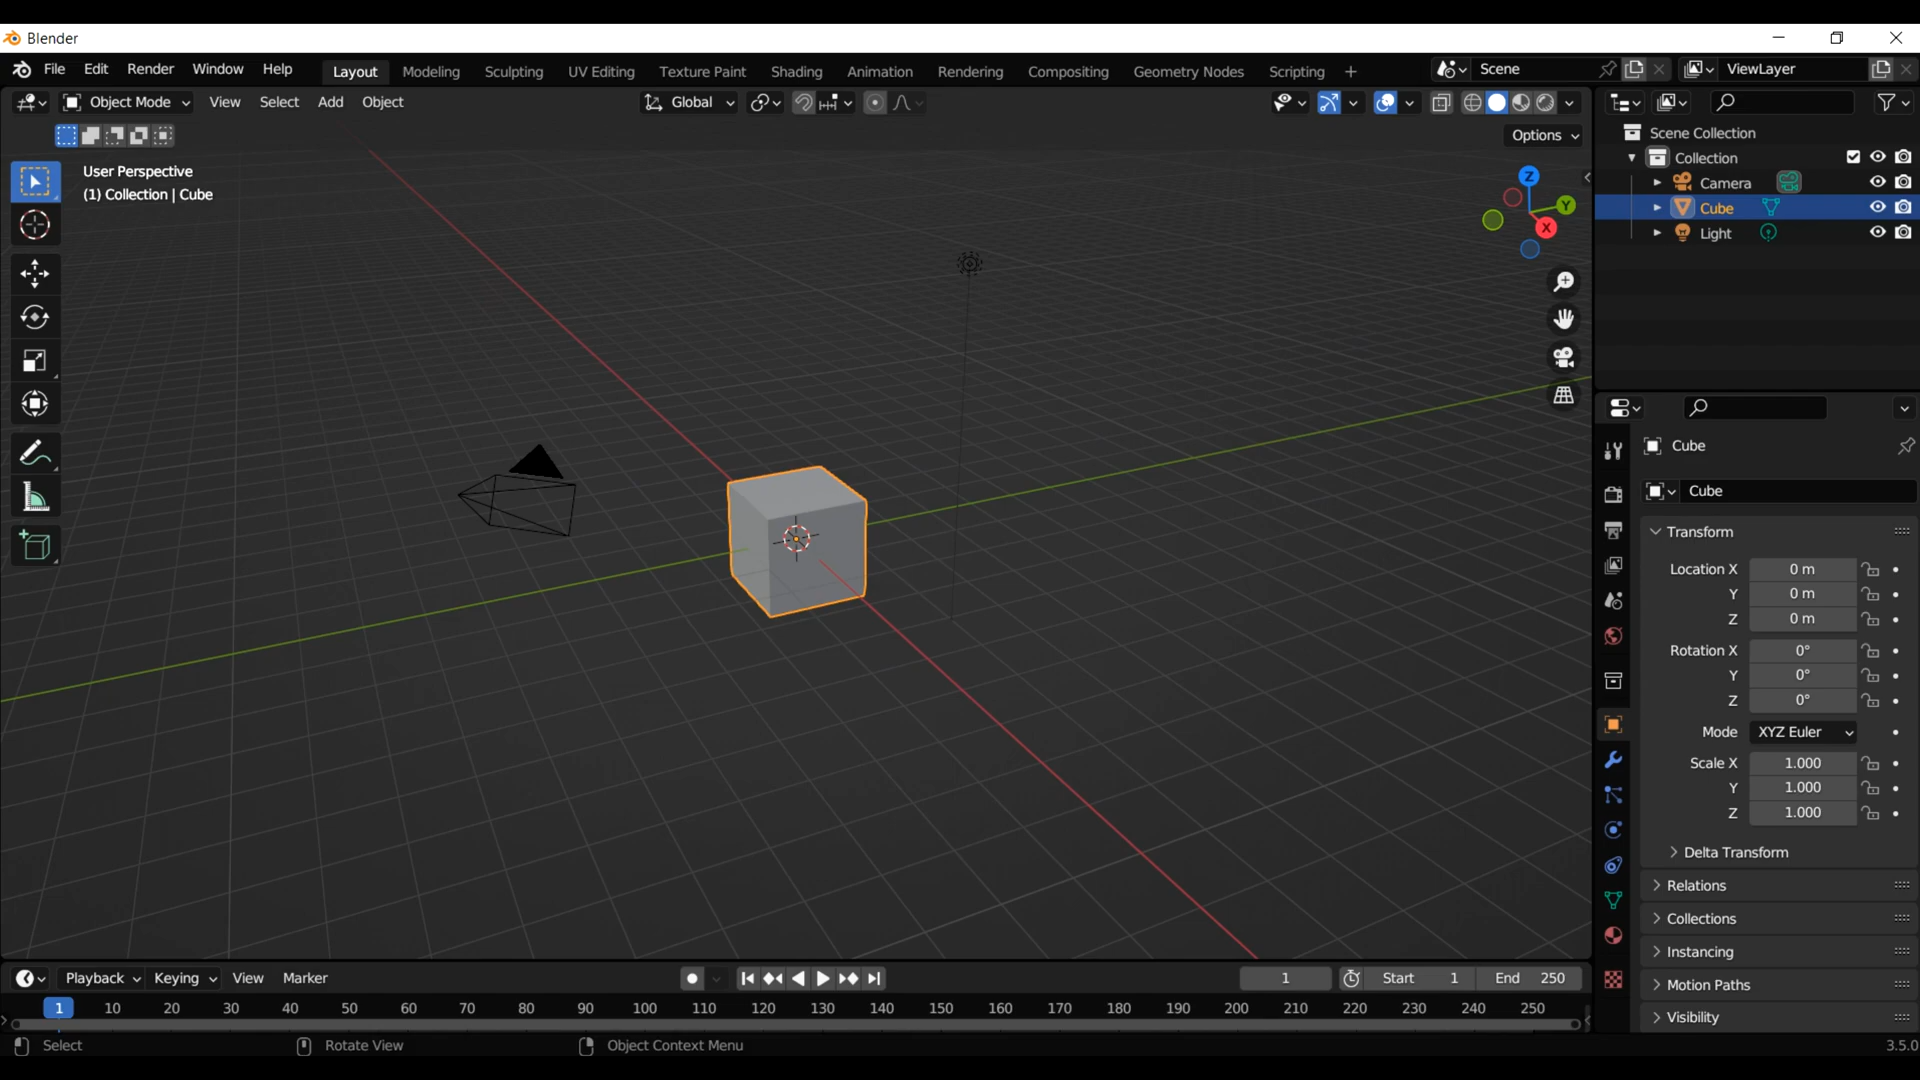 Blender
File Edit Render Window Help Layout Modeling Sculpting UV Editing Texture Paint Shading Animation Rendering Compositing Geometry Nodes Scripting + Scene ViewLayer
Object Mode View Select Add Object Global
Options
User Perspective
(1) Collection | Cube
Z
Y
X
Scene Collection
Collection
Camera
Cube
Light
Cube
Cube
Transform
Location X 0 m
Y 0 m
Z 0 m
Rotation X 0°
Y 0°
Z 0°
Mode XYZ Euler
Scale X 1.000
Y 1.000
Z 1.000
Delta Transform
Relations
Collections
Instancing
Motion Paths
Visibility
Playback Keying View Marker 1 Start 1 End 250
1 10 20 30 40 50 60 70 80 90 100 110 120 130 140 150 160 170 180 190 200 210 220 230 240 250
Select Rotate View Object Context Menu 3.5.0